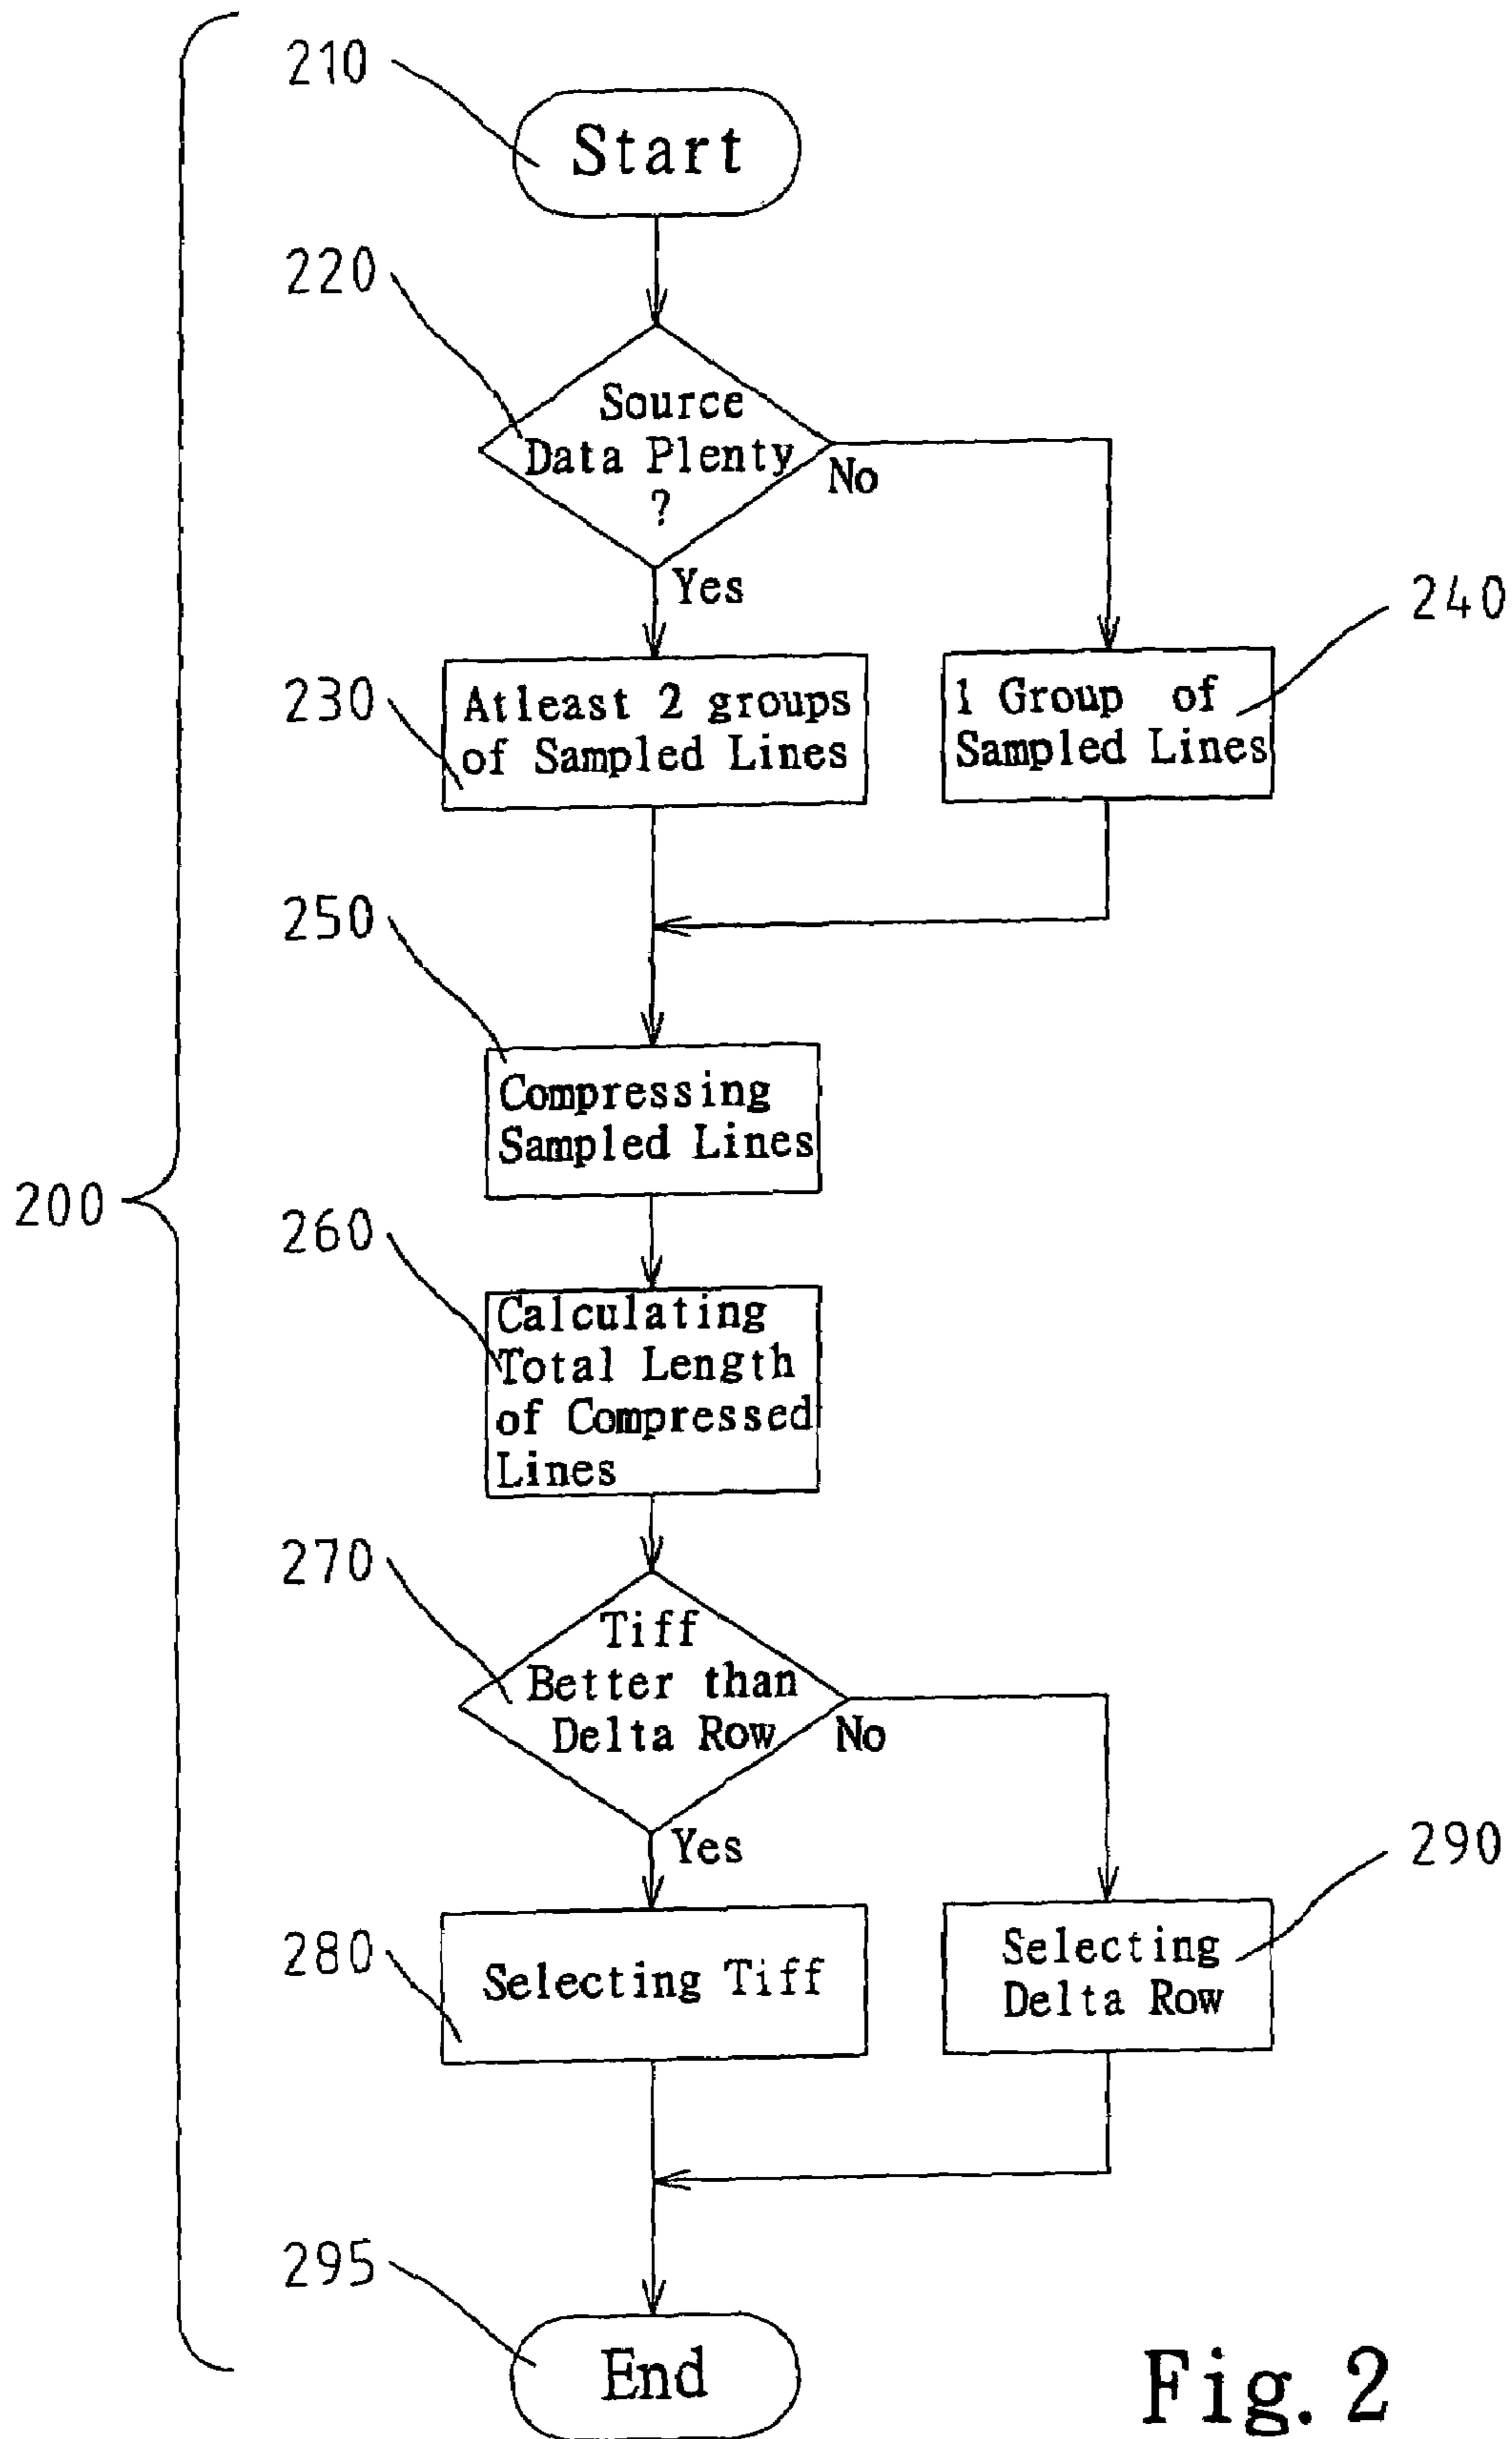 210
Start
220
Source
Data Plenty
?
No
Yes
240
230
Atleast 2 groups
of Sampled Lines
1 Group of
Sampled Lines
250
Compressing
Sampled Lines
200
260
Calculating
Total Length
of Compressed
Lines
270
Tiff
Better than
Delta Row
No
Yes
290
280
Selecting Tiff
Selecting
Delta Row
295
End
Fig. 2